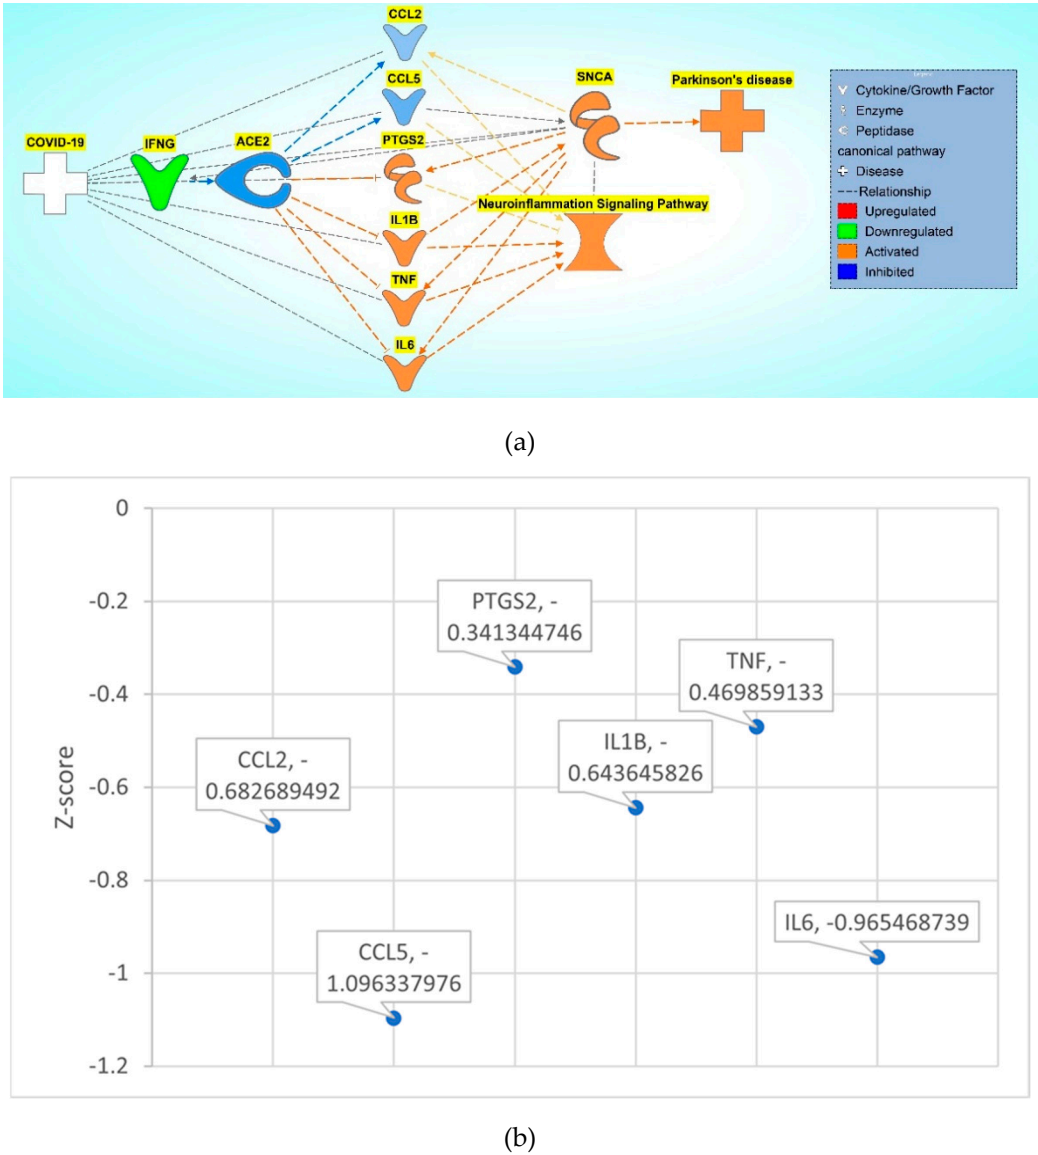 CCL2
CCL5
SNCA
Parkinson's disease
COVID-19
IFNG
ACE2
PTGS2
Neuroinflammation Signaling Pathway
IL1B
TNF
IL6
Cytokine/Growth Factor
Enzyme
Peptidase
canonical pathway
Disease
Relationship
Upregulated
Downregulated
Activated
Inhibited
(a)
0
-0.2
-0.4
-0.6
-0.8
-1
-1.2
Z-score
PTGS2, -
0.341344746
TNF, -
0.469859133
IL1B, -
0.643645826
CCL2, -
0.682689492
IL6, -0.965468739
CCL5, -
1.096337976
(b)